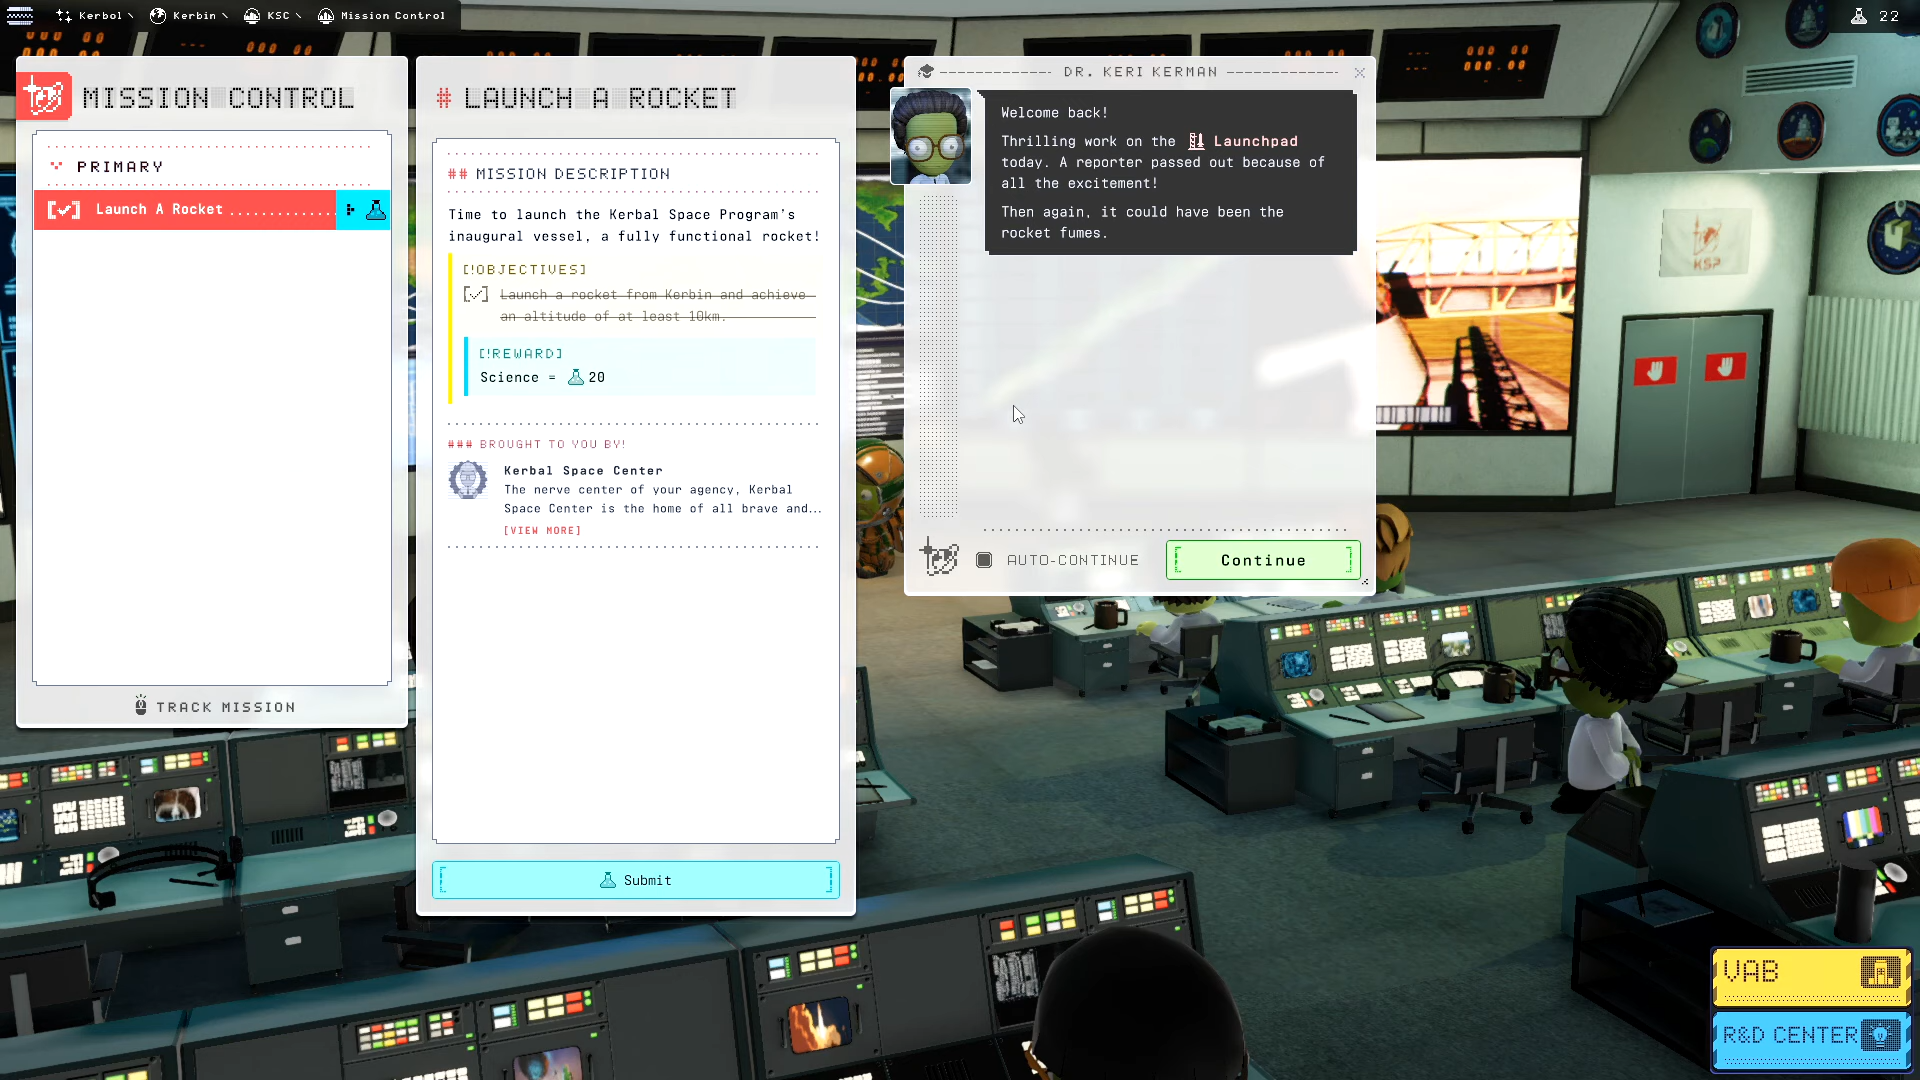 Kerbol
Kerbin
KSC
Mission Control
22
MISSION CONTROL
PRIMARY
Launch A Rocket
TRACK MISSION
# LAUNCH A ROCKET
## MISSION DESCRIPTION
Time to launch the Kerbal Space Program's
inaugural vessel, a fully functional rocket!
[!OBJECTIVES]
Launch a rocket from Kerbin and achieve
an altitude of at least 10km.
[!REWARD]
Science = 20
### BROUGHT TO YOU BY!
Kerbal Space Center
The nerve center of your agency, Kerbal
Space Center is the home of all brave and..
[VIEW MORE]
Submit
DR. KERI KERMAN
Welcome back!
Thrilling work on the Launchpad
today. A reporter passed out because of
all the excitement!
Then again, it could have been the
rocket fumes.
AUTO-CONTINUE
Continue
KSP
VAB
R&D CENTER